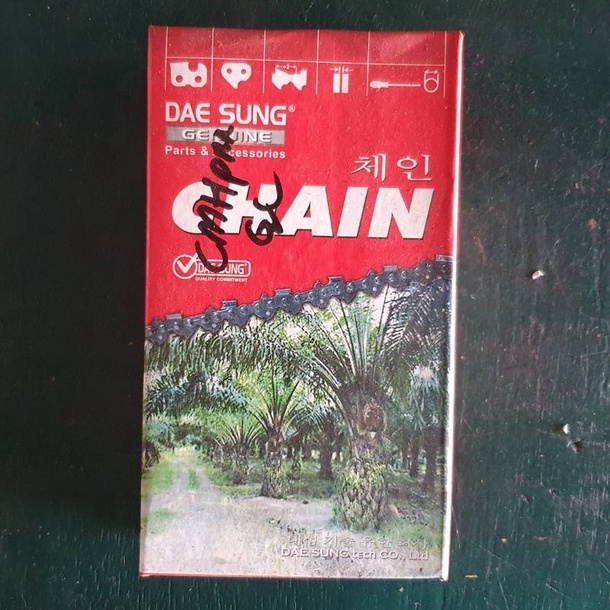 DAE SUNG®
GENUINE
Parts & Accessories
체인
CHAIN
DAE SUNG®
QUALITY COMMITMENT
DAE SUNG tech CO., Ltd